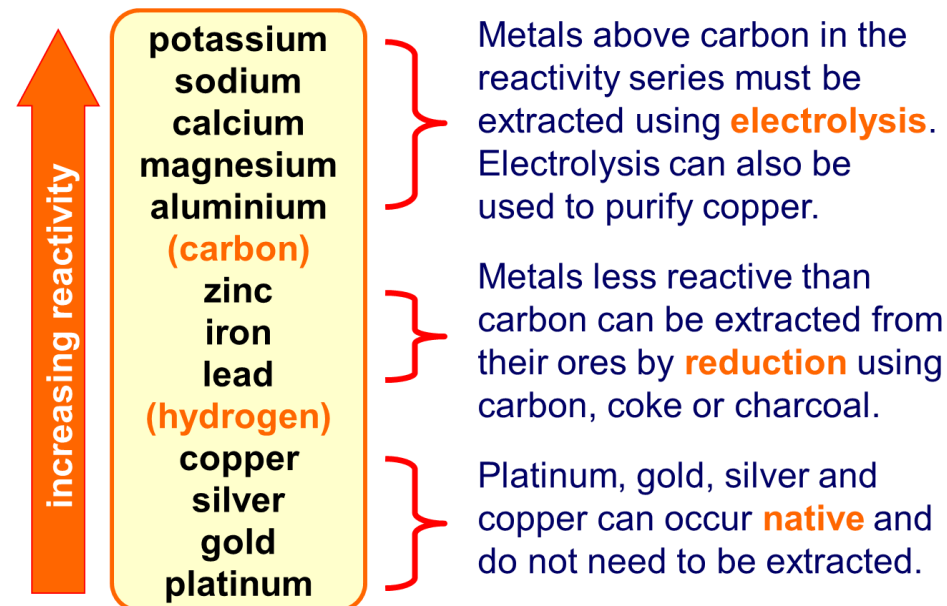 increasing reactivity
potassium
sodium
calcium
magnesium
aluminium
(carbon)
zinc
iron
lead
(hydrogen)
copper
silver
gold
platinum
Metals above carbon in the
reactivity series must be
extracted using electrolysis.
Electrolysis can also be
used to purify copper.
Metals less reactive than
carbon can be extracted from
their ores by reduction using
carbon, coke or charcoal.
Platinum, gold, silver and
copper can occur native and
do not need to be extracted.